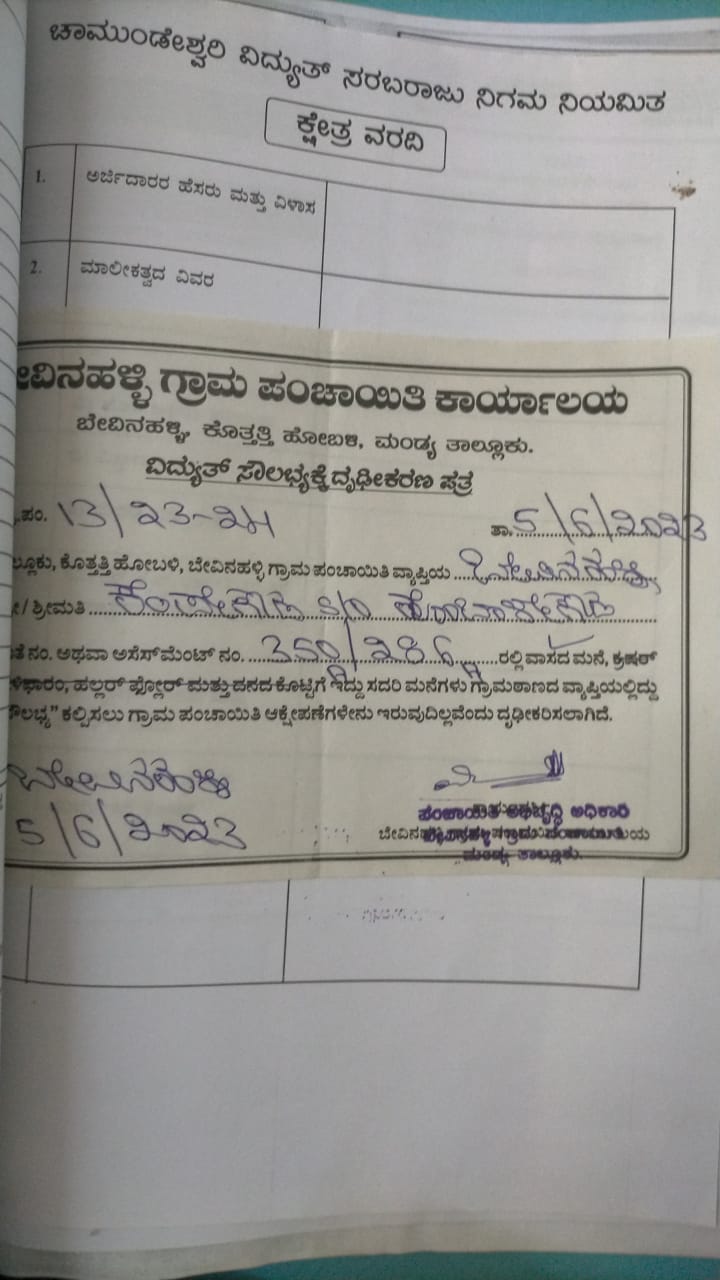 ಚಾಮುಂಡೇಶ್ವರಿ ವಿದ್ಯುತ್ ಸರಬರಾಜು ನಿಗಮ ನಿಯಮಿತ
ಕ್ಷೇತ್ರ ವರದಿ
1. ಅರ್ಜಿದಾರರ ಹೆಸರು ಮತ್ತು ವಿಳಾಸ
2. ಮಾಲೀಕತ್ವದ ವಿವರ
ೇವಿನಹಳ್ಳಿ ಗ್ರಾಮ ಪಂಚಾಯಿತಿ ಕಾರ್ಯಾಲಯ
ಬೇವಿನಹಳ್ಳಿ, ಕೊತ್ತತ್ತಿ ಹೋಬಳಿ, ಮಂಡ್ಯ ತಾಲ್ಲೂಕು.
ವಿದ್ಯುತ್ ಸೌಲಭ್ಯಕ್ಕೆ ದೃಢೀಕರಣ ಪತ್ರ
.ಪಂ. 13/23-24 ತಾ. 5/6/2023
ಲ್ಲೂಕು, ಕೊತ್ತತ್ತಿ ಹೋಬಳಿ, ಬೇವಿನಹಳ್ಳಿ ಗ್ರಾಮ ಪಂಚಾಯಿತಿ ವ್ಯಾಪ್ತಿಯ
/ ಶ್ರೀಮತಿ ಕೆಂಪೇಗೌಡ S/O
ತೆ ನಂ. ಅಥವಾ ಅಸೆಸ್‌ಮೆಂಟ್ ನಂ. 350/286 ರಲ್ಲಿ ವಾಸದ ಮನೆ, ಕ್ರಷರ್
ಹಲ್ಲರ್ ಫ್ಲೋರ್ ಮತ್ತು ದನದ ಕೊಟ್ಟಿಗೆ ಇದ್ದು ಸದರಿ ಮನೆಗಳು ಗ್ರಾಮಠಾಣದ ವ್ಯಾಪ್ತಿಯಲ್ಲಿದ್ದು
ೌಲಭ್ಯ" ಕಲ್ಪಿಸಲು ಗ್ರಾಮ ಪಂಚಾಯಿತಿ ಆಕ್ಷೇಪಣೆಗಳೇನು ಇರುವುದಿಲ್ಲವೆಂದು ದೃಢೀಕರಿಸಲಾಗಿದೆ.
ಬೇವಿನಹಳ್ಳಿ
5/6/2023
ಪಂಚಾಯಿತಿ ಅಭಿವೃದ್ಧಿ ಅಧಿಕಾರಿ
ಮಂಡ್ಯ ತಾಲ್ಲೂಕು.